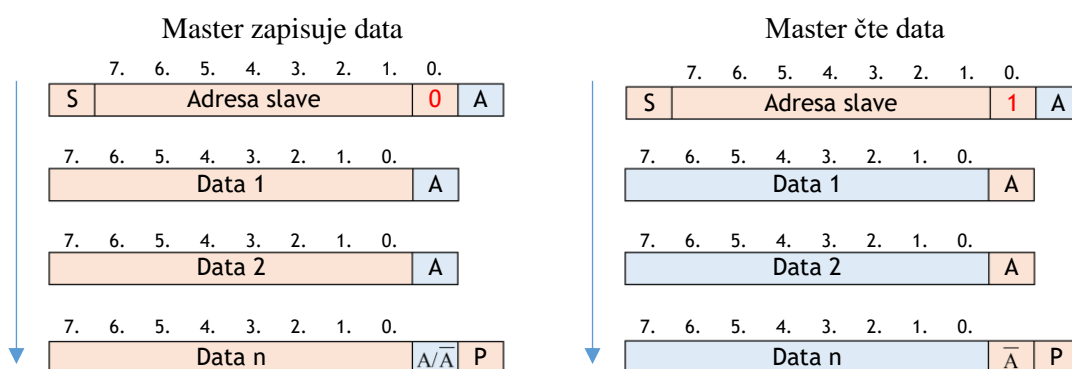 Master zapisuje data
7. 6. 5. 4. 3. 2. 1. 0.
S Adresa slave 0 A
7. 6. 5. 4. 3. 2. 1. 0.
Data 1 A
7. 6. 5. 4. 3. 2. 1. 0.
Data 2 A
7. 6. 5. 4. 3. 2. 1. 0.
Data n A/A̅ P
Master čte data
7. 6. 5. 4. 3. 2. 1. 0.
S Adresa slave 1 A
7. 6. 5. 4. 3. 2. 1. 0.
Data 1 A
7. 6. 5. 4. 3. 2. 1. 0.
Data 2 A
7. 6. 5. 4. 3. 2. 1. 0.
Data n A̅ P